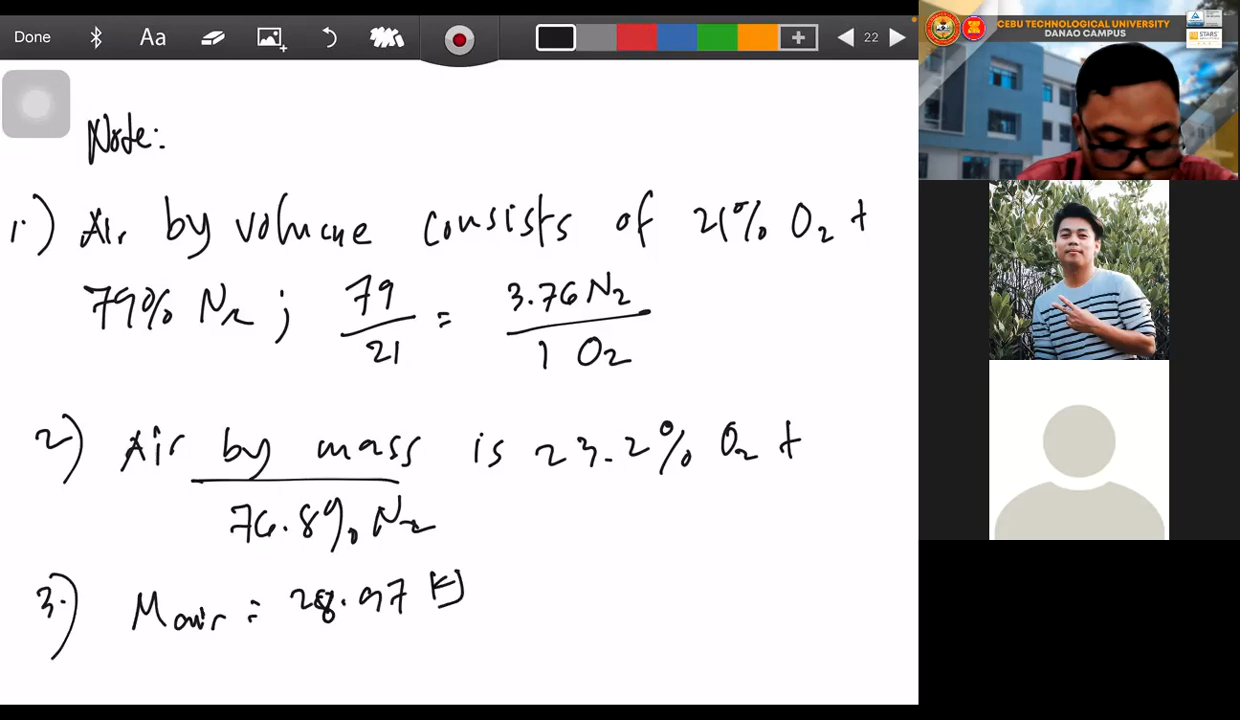 Done
Aa
22
CEBU TECHNOLOGICAL UNIVERSITY
DANAO CAMPUS
Note:
1.) Air by volume consists of 21% O2 +
79% N2 ; 79/21 = 3.76 N2/1 O2
2) Air by mass is 23.2% O2 +
76.8% N2
3.) Mair = 28.97 kg